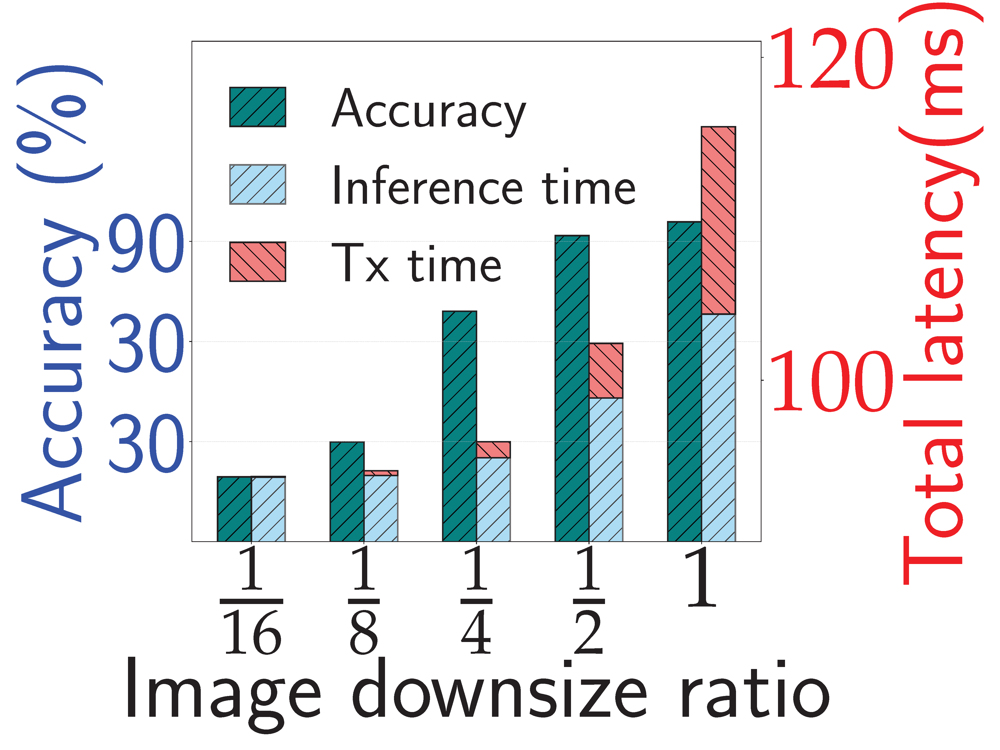 Accuracy (%)
90
30
30
Accuracy
Inference time
Tx time
120
100
Total latency(ms)
1/16
1/8
1/4
1/2
1
Image downsize ratio